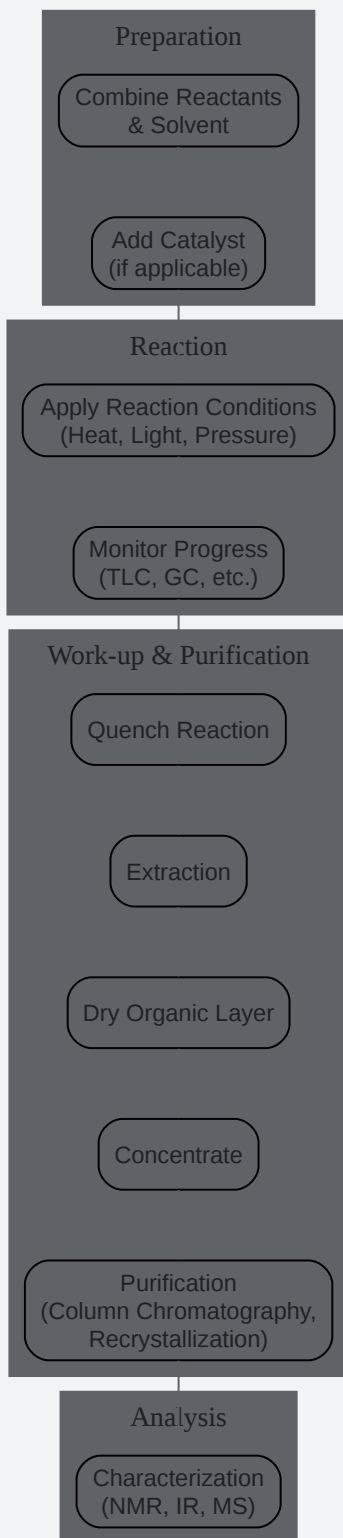 Preparation
Combine Reactants
& Solvent
Add Catalyst
(if applicable)
Reaction
Apply Reaction Conditions
(Heat, Light, Pressure)
Monitor Progress
(TLC, GC, etc.)
Work-up & Purification
Quench Reaction
Extraction
Dry Organic Layer
Concentrate
Purification
(Column Chromatography,
Recrystallization)
Analysis
Characterization
(NMR, IR, MS)